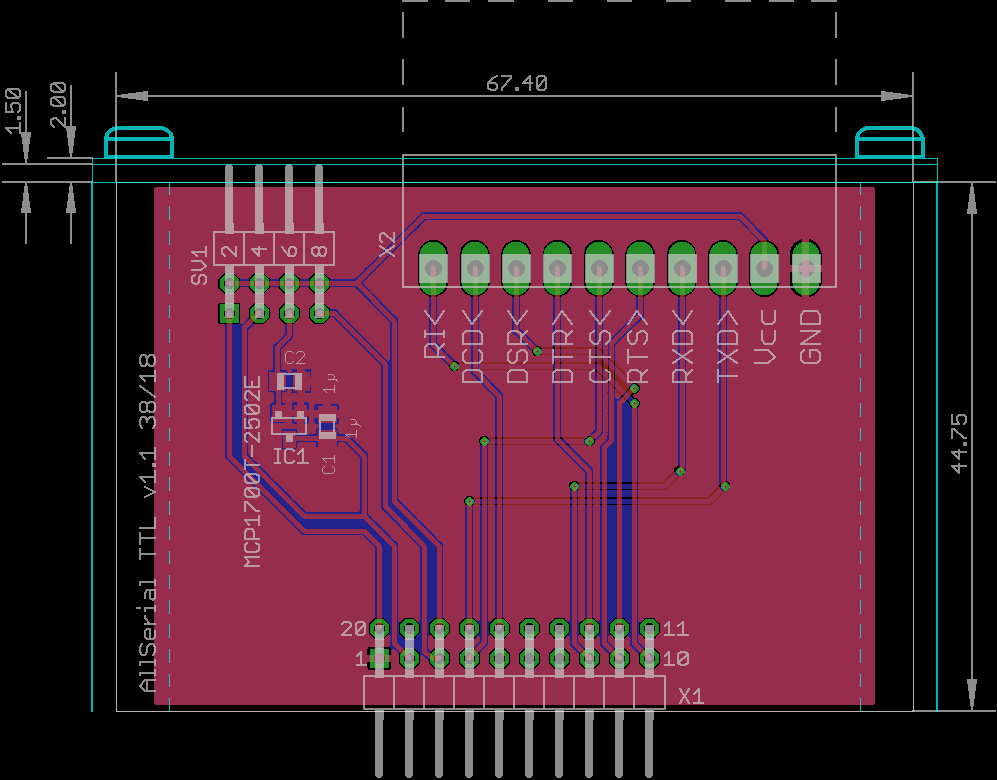 67.40
1.50
2.00
X2
SV1
2
4
6
8
RI<
DCD<
DSR<
DTR>
CTS<
RTS>
RXD<
TXD>
Vcc
GND
C2
1µ
1µ
IC1
C1
MCP1700T-2502E
AllSerial TTL v1.1 38/18
44.75
20
11
1
10
X1